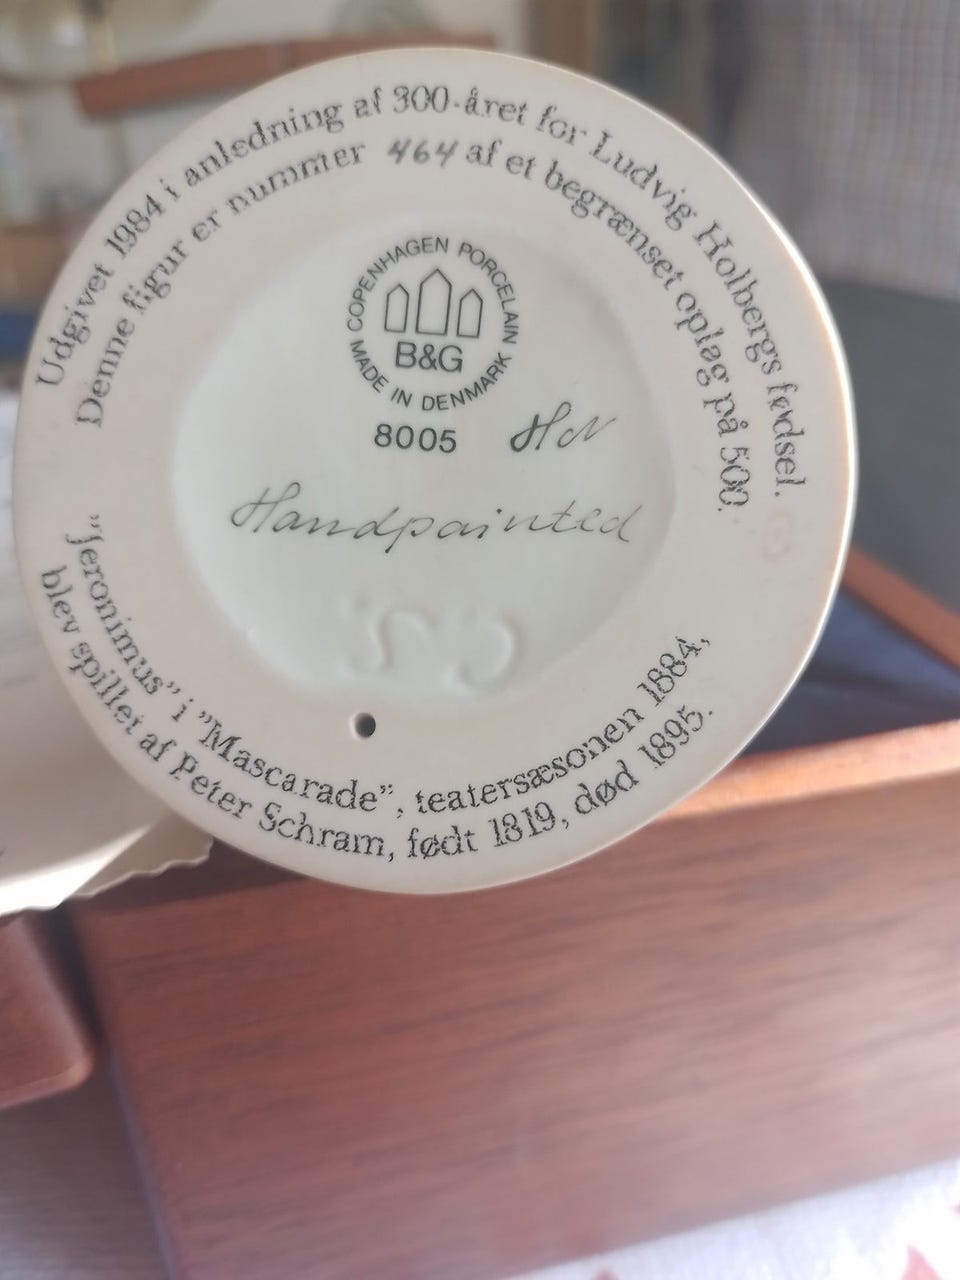 Udgivet 1984 i anledning af 300-året for Ludvig Holbergs fødsel.
Denne figur er nummer 464 af et begrænset oplag på 500.
COPENHAGEN PORCELAIN
B&G
MADE IN DENMARK
8005 HN
Handpainted
"Jeronimus" i "Mascarade", teatersæsonen 1884,
blev spillet af Peter Schram, født 1819, død 1895.